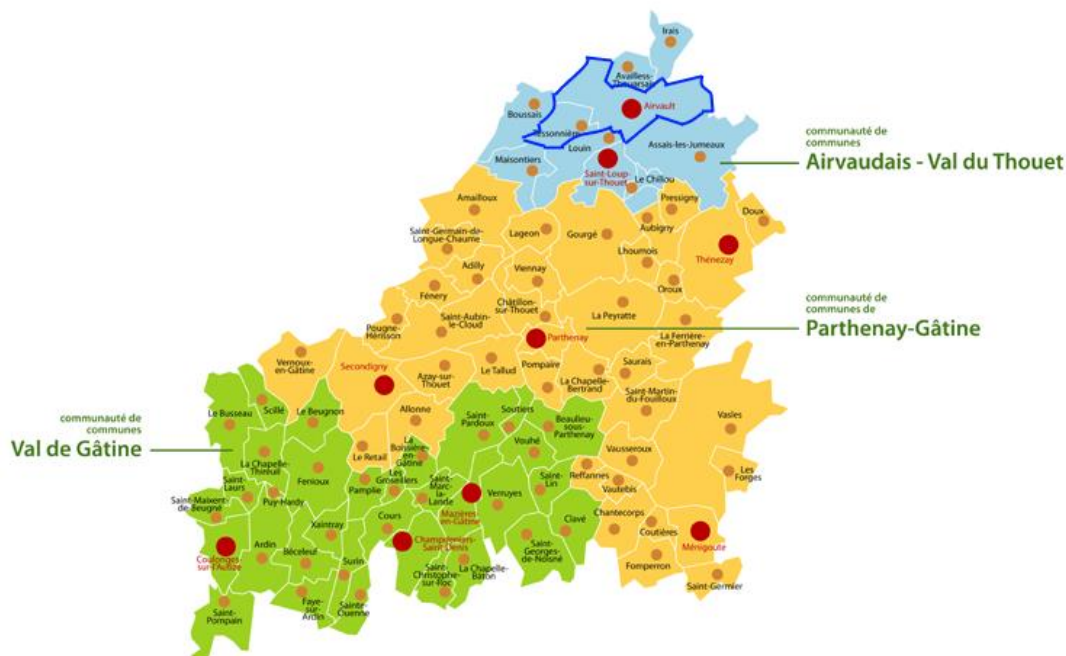 Irais
Availless-
Thouarsais
Airvault
Boussais
Tessonnière
communauté de
communes
Airvaudais - Val du Thouet
Louin
Assais-les-Jumeaux
Maisontiers
Saint-Loup
sur-Thouet
Le Chillou
Pressigny
Amailloux
Doux
Aubigny
Saint-Germain-de-
Longue-Chaume
Lageon
Gourgé
Lhoumois
Thénezay
Adilly
Viennay
Oroux
Fénery
Châtillon-
sur-Thouet
La Peyratte
communauté de
communes de
Parthenay-Gâtine
Saint-Aubin-
le-Cloud
Pougne-
Hérisson
Parthenay
La Ferrière-
en-Parthenay
Vernoux-
en-Gâtine
Secondigny
Le Tallud
Pompaire
Saurais
Azay-sur-
Thouet
La Chapelle-
Bertrand
Saint-Martin-
du-Fouilloux
communauté de
communes
Val de Gâtine
Le Busseau
Scillé
Le Beugnon
Allonne
Saint-
Pardoux
Soutiers
Beaulieu-
sous-
Parthenay
Vasles
La
Boissière-
en-
Gâtine
Vouhé
Le Retail
Vausseroux
La Chapelle-
Thireuil
Reffannes
Les
Forges
Saint-
Laurs
Fenioux
Pamplie
Les
Groseillers
Saint-
Marc-
la-
Lande
Verruyes
Saint-
Lin
Vautebis
Saint-Maixent-
de-Beugné
Puy-Hardy
Mazières-
en-Gâtine
Chantecorps
Xaintray
Cours
Clavé
Coutières
Ménigoute
Ardin
Béceleuf
Surin
Champdeniers-
Saint Denis
Saint-
Georges-
de-Noisné
Coulonges-
sur-l'Autize
Fomperron
Saint-
Christophe-
sur-Roc
La Chapelle-
Bâton
Saint-Germier
Saint-
Pompain
Faye-
sur-
Ardin
Sainte-
Ouenne